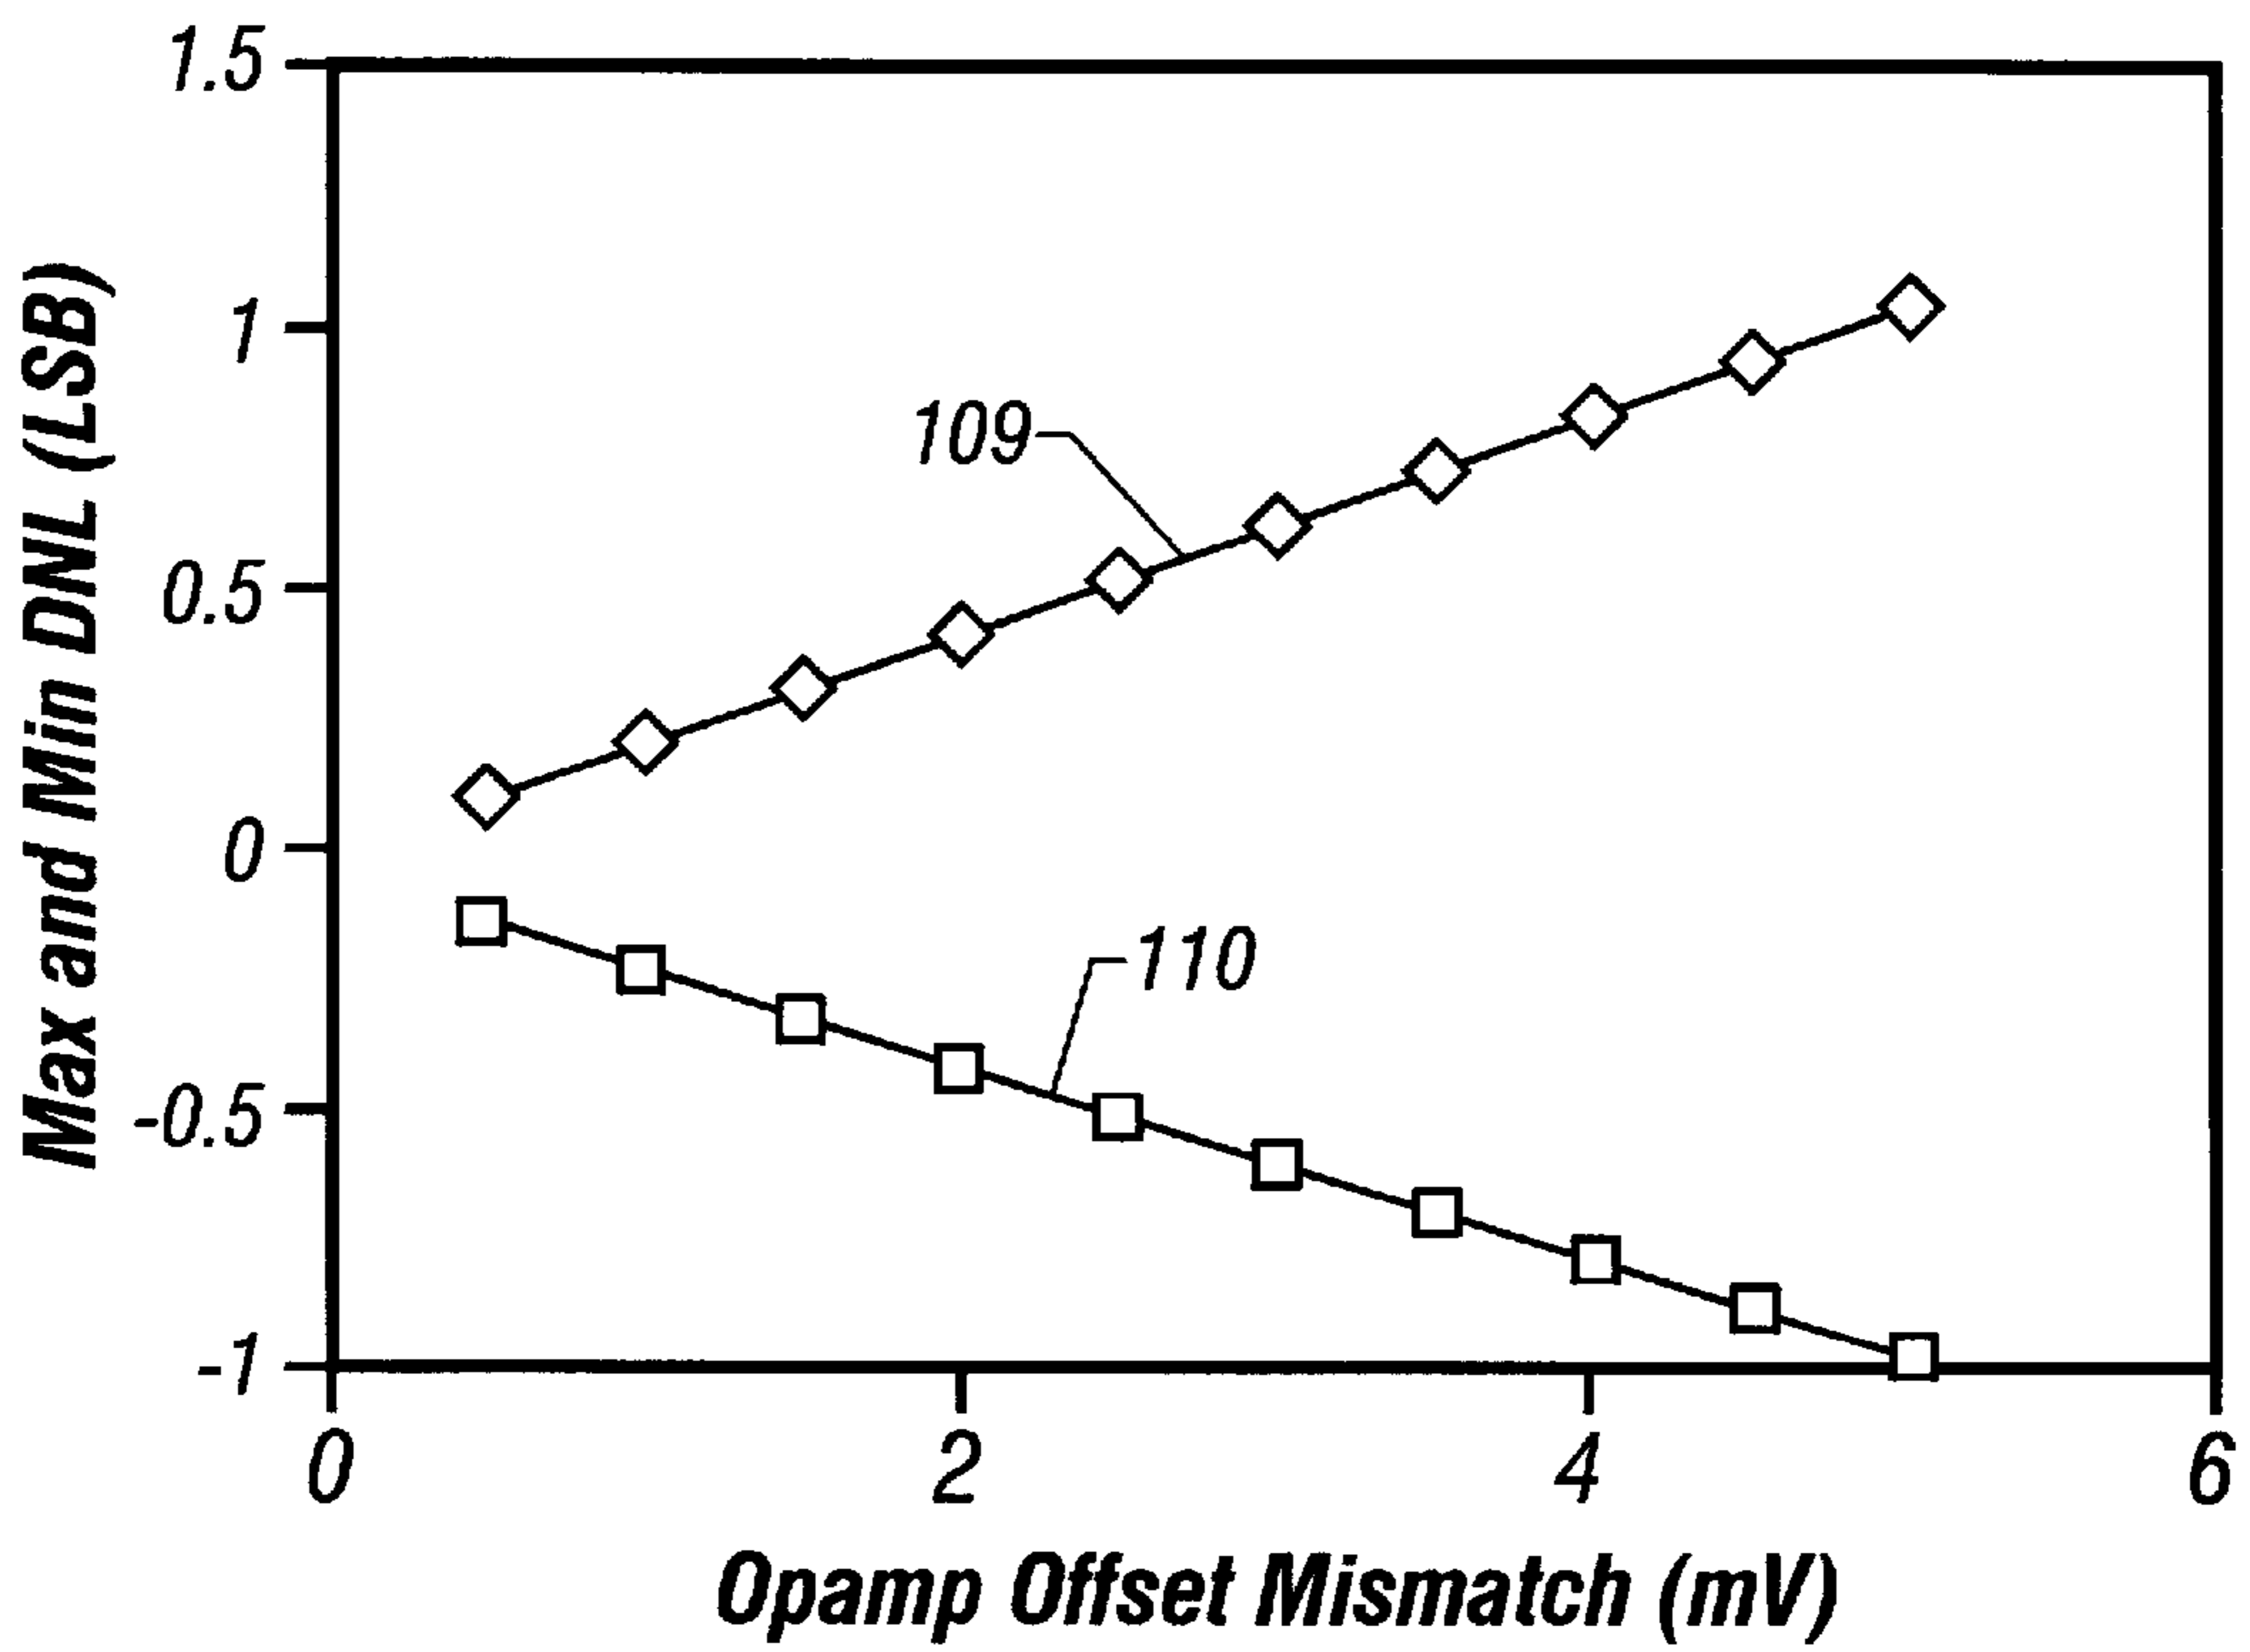 Max and Min DNL (LSB)
1.5
1
0.5
0
-0.5
-1
109
110
0 2 4 6
Opamp Offset Mismatch (mV)